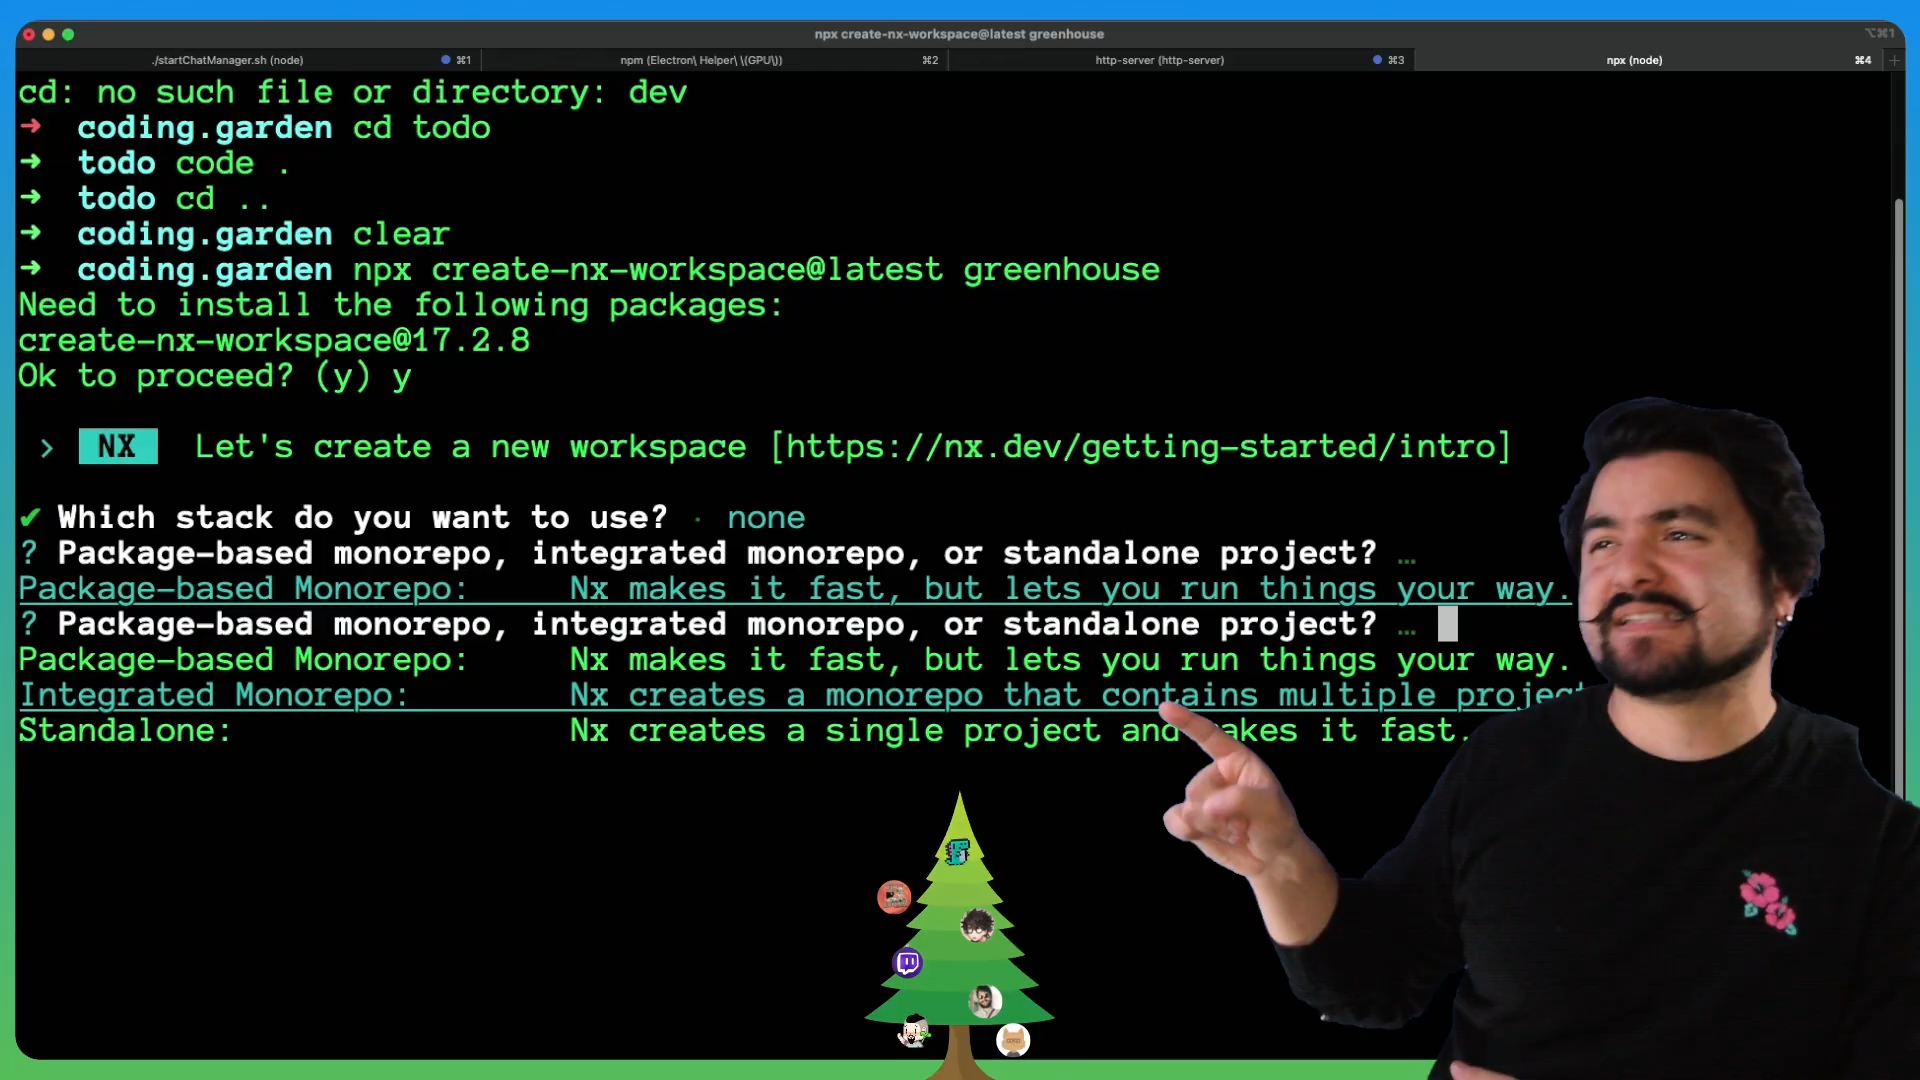 npx create-nx-workspace@latest greenhouse
⌥⌘1
./startChatManager.sh (node) ⌘1
npm (Electron\ Helper\ \(GPU\)) ⌘2
http-server (http-server) ⌘3
npx (node) ⌘4
cd: no such file or directory: dev
➜ coding.garden cd todo
➜ todo code .
➜ todo cd ..
➜ coding.garden clear
➜ coding.garden npx create-nx-workspace@latest greenhouse
Need to install the following packages:
create-nx-workspace@17.2.8
Ok to proceed? (y) y
> NX Let's create a new workspace [https://nx.dev/getting-started/intro]
✔ Which stack do you want to use? · none
? Package-based monorepo, integrated monorepo, or standalone project? …
Package-based Monorepo: Nx makes it fast, but lets you run things your way.
? Package-based monorepo, integrated monorepo, or standalone project? …
Package-based Monorepo: Nx makes it fast, but lets you run things your way.
Integrated Monorepo: Nx creates a monorepo that contains multiple project
Standalone: Nx creates a single project and makes it fast.